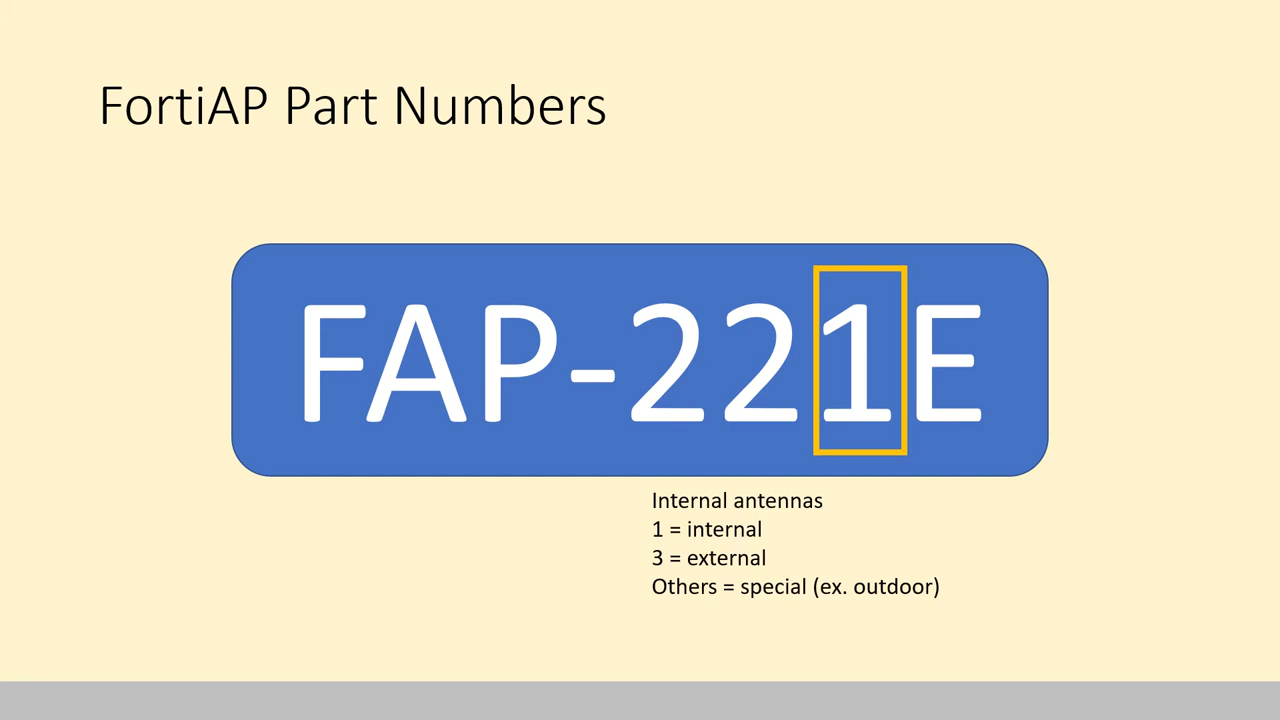 FortiAP Part Numbers
FAP-221E
Internal antennas
1 = internal
3 = external
Others = special (ex. outdoor)